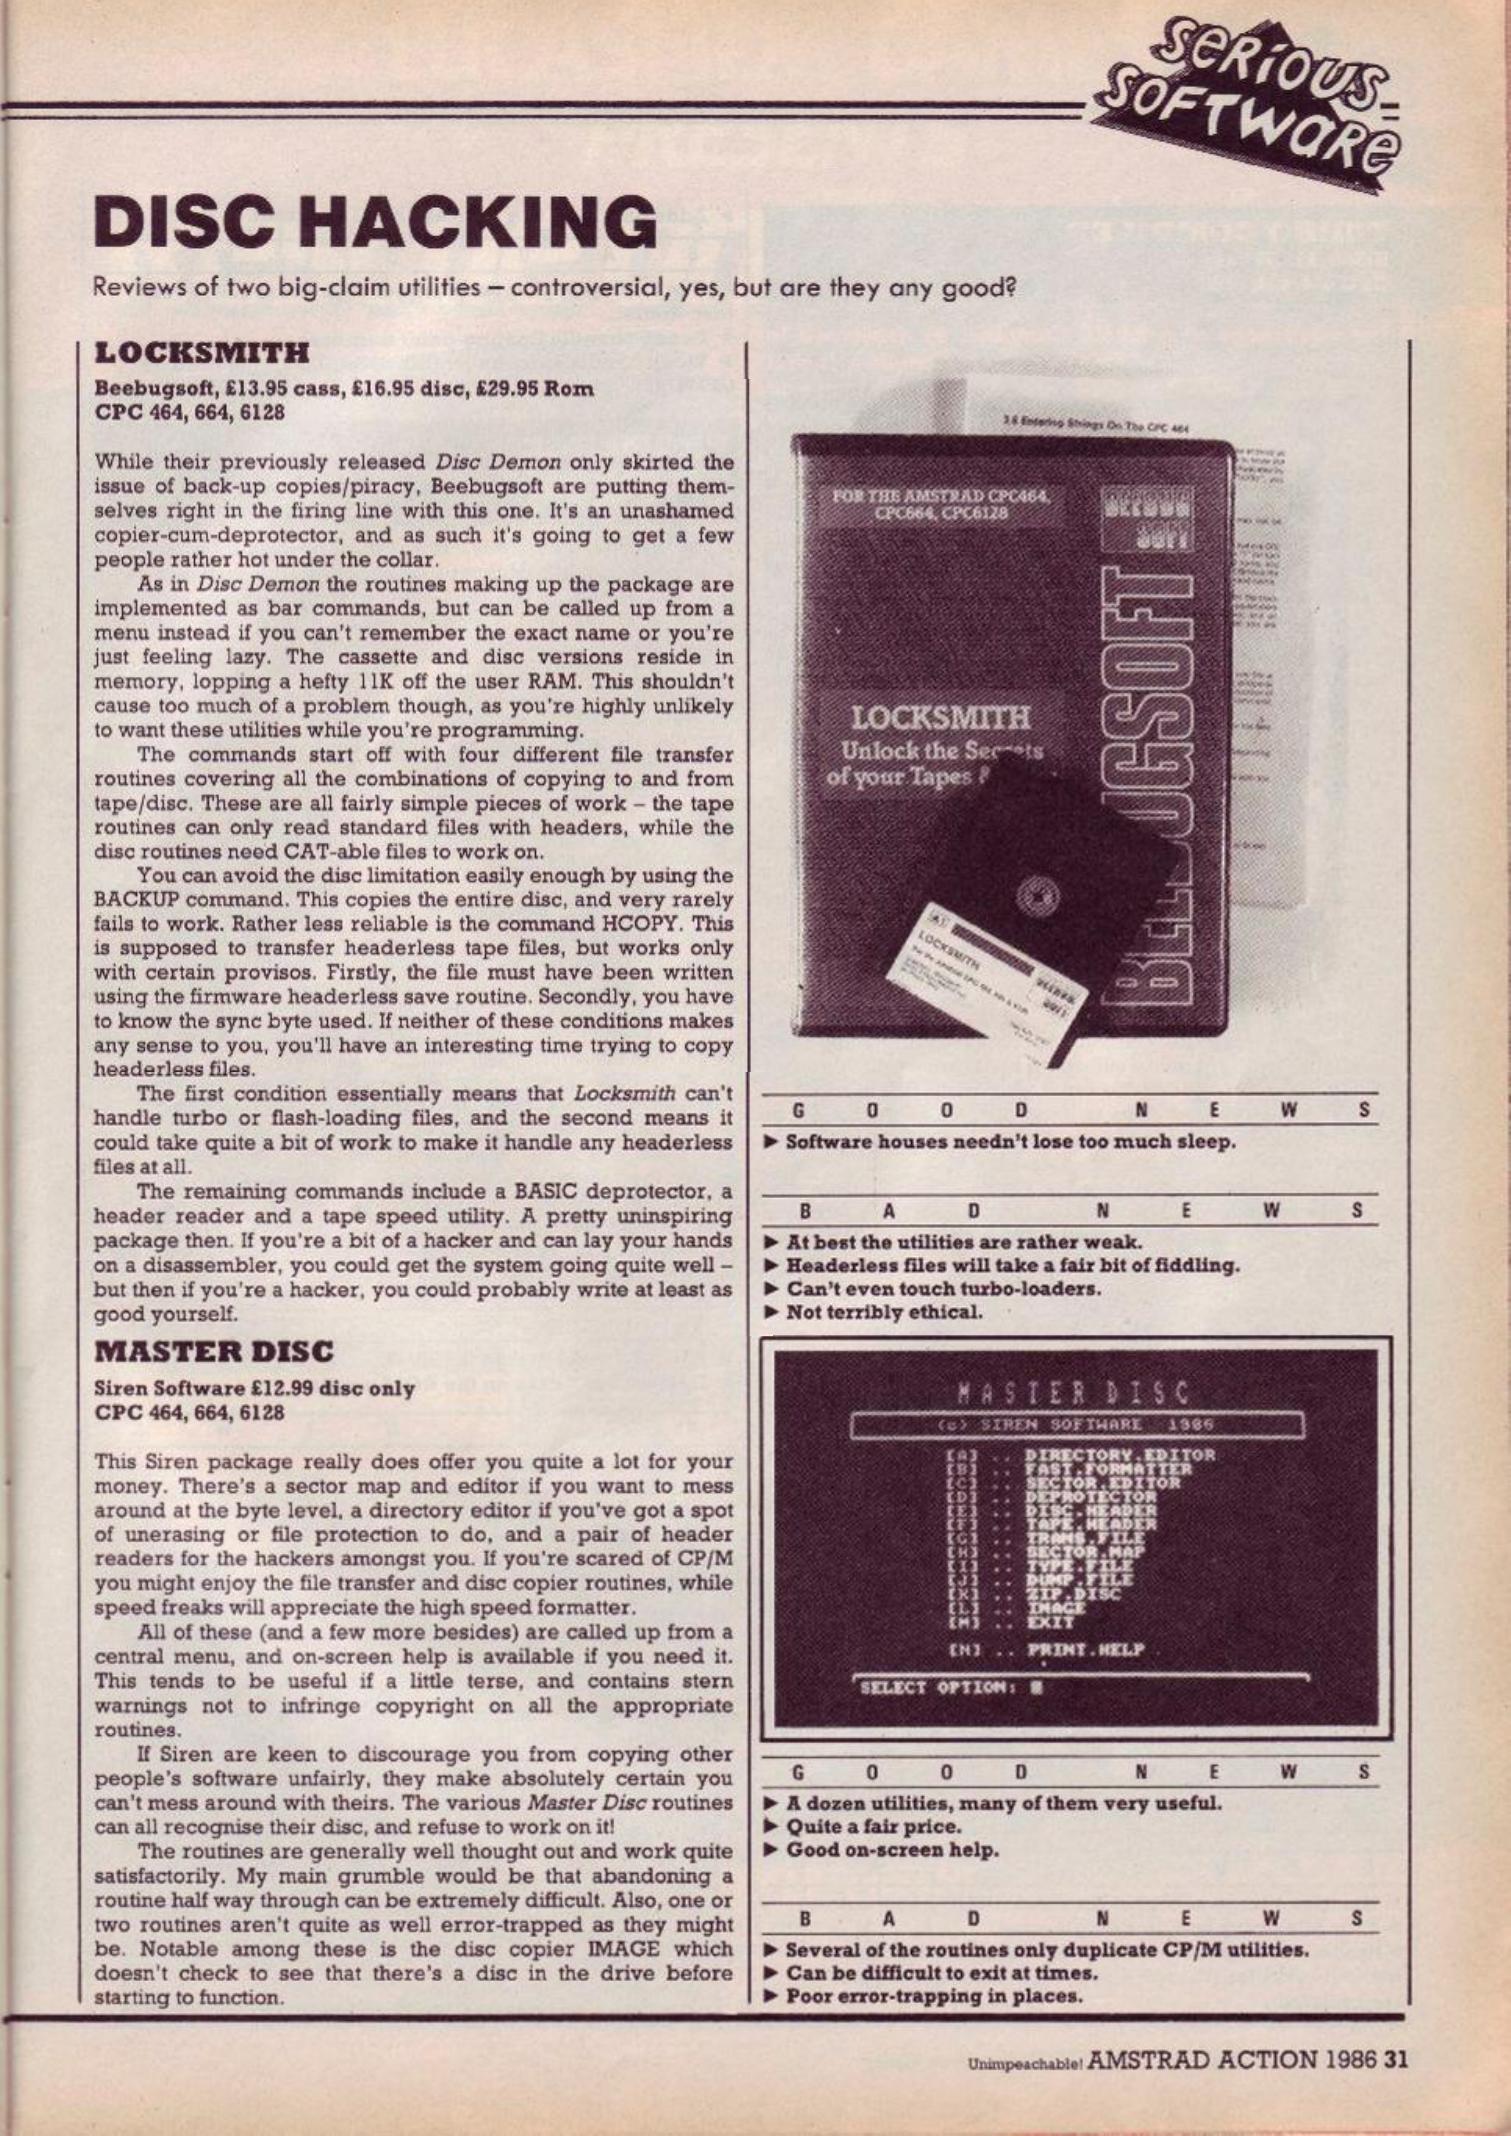 SERIOUS
SOFTWARE
DISC HACKING
Reviews of two big-claim utilities – controversial, yes, but are they any good?
LOCKSMITH
Beebugsoft, £13.95 cass, £16.95 disc, £29.95 Rom
CPC 464, 664, 6128
While their previously released Disc Demon only skirted the
issue of back-up copies/piracy, Beebugsoft are putting them-
selves right in the firing line with this one. It's an unashamed
copier-cum-deprotector, and as such it's going to get a few
people rather hot under the collar.
As in Disc Demon the routines making up the package are
implemented as bar commands, but can be called up from a
menu instead if you can't remember the exact name or you're
just feeling lazy. The cassette and disc versions reside in
memory, lopping a hefty 11K off the user RAM. This shouldn't
cause too much of a problem though, as you're highly unlikely
to want these utilities while you're programming.
The commands start off with four different file transfer
routines covering all the combinations of copying to and from
tape/disc. These are all fairly simple pieces of work – the tape
routines can only read standard files with headers, while the
disc routines need CAT-able files to work on.
You can avoid the disc limitation easily enough by using the
BACKUP command. This copies the entire disc, and very rarely
fails to work. Rather less reliable is the command HCOPY. This
is supposed to transfer headerless tape files, but works only
with certain provisos. Firstly, the file must have been written
using the firmware headerless save routine. Secondly, you have
to know the sync byte used. If neither of these conditions makes
any sense to you, you'll have an interesting time trying to copy
headerless files.
The first condition essentially means that Locksmith can't
handle turbo or flash-loading files, and the second means it
could take quite a bit of work to make it handle any headerless
files at all.
The remaining commands include a BASIC deprotector, a
header reader and a tape speed utility. A pretty uninspiring
package then. If you're a bit of a hacker and can lay your hands
on a disassembler, you could get the system going quite well –
but then if you're a hacker, you could probably write at least as
good yourself.
MASTER DISC
Siren Software £12.99 disc only
CPC 464, 664, 6128
This Siren package really does offer you quite a lot for your
money. There's a sector map and editor if you want to mess
around at the byte level, a directory editor if you've got a spot
of unerasing or file protection to do, and a pair of header
readers for the hackers amongst you. If you're scared of CP/M
you might enjoy the file transfer and disc copier routines, while
speed freaks will appreciate the high speed formatter.
All of these (and a few more besides) are called up from a
central menu, and on-screen help is available if you need it.
This tends to be useful if a little terse, and contains stern
warnings not to infringe copyright on all the appropriate
routines.
If Siren are keen to discourage you from copying other
people's software unfairly, they make absolutely certain you
can't mess around with theirs. The various Master Disc routines
can all recognise their disc, and refuse to work on it!
The routines are generally well thought out and work quite
satisfactorily. My main grumble would be that abandoning a
routine half way through can be extremely difficult. Also, one or
two routines aren't quite as well error-trapped as they might
be. Notable among these is the disc copier IMAGE which
doesn't check to see that there's a disc in the drive before
starting to function.
3.6 Entering Strings On The CPC 464
FOR THE AMSTRAD CPC464,
CPC664, CPC6128
BEEBUG
SOFT
BEEBUGSOFT
LOCKSMITH
Unlock the Secrets
of your Tapes &
LOCKSMITH
GOOD NEWS
▶ Software houses needn't lose too much sleep.
BAD NEWS
▶ At best the utilities are rather weak.
▶ Headerless files will take a fair bit of fiddling.
▶ Can't even touch turbo-loaders.
▶ Not terribly ethical.
MASTER DISC
(c) SIREN SOFTWARE 1986
[A] .. DIRECTORY.EDITOR
[B] .. FAST.FORMATTER
[C] .. SECTOR.EDITOR
[D] .. DEPROTECTOR
[E] .. DISC.HEADER
[F] .. TAPE.HEADER
[G] .. TRANS.FILE
[H] .. SECTOR.MAP
[I] .. TYPE.FILE
[J] .. DUMP.FILE
[K] .. ZIP.DISC
[L] .. IMAGE
[M] .. EXIT
[N] .. PRINT.HELP
SELECT OPTION:
GOOD NEWS
▶ A dozen utilities, many of them very useful.
▶ Quite a fair price.
▶ Good on-screen help.
BAD NEWS
▶ Several of the routines only duplicate CP/M utilities.
▶ Can be difficult to exit at times.
▶ Poor error-trapping in places.
Unimpeachable! AMSTRAD ACTION 1986 31